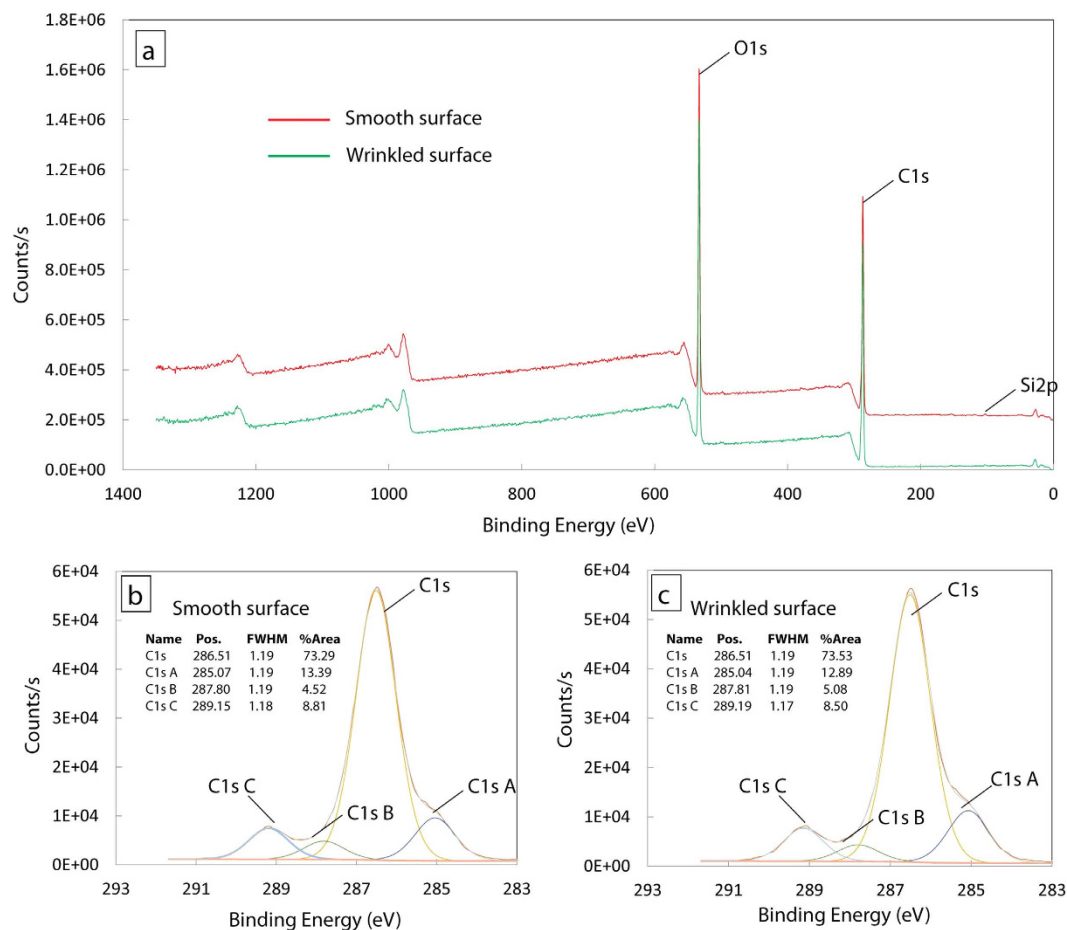 a
1.8E+06
1.6E+06
1.4E+06
1.2E+06
1.0E+06
8.0E+05
6.0E+05
4.0E+05
2.0E+05
0.0E+00
Counts/s
Smooth surface
Wrinkled surface
O1s
C1s
Si2p
1400 1200 1000 800 600 400 200 0
Binding Energy (eV)
b
6E+04
5E+04
4E+04
3E+04
2E+04
1E+04
0E+00
Counts/s
Smooth surface
Name Pos. FWHM %Area
C1s 286.51 1.19 73.29
C1s A 285.07 1.19 13.39
C1s B 287.80 1.19 4.52
C1s C 289.15 1.18 8.81
C1s
C1s C
C1s B
C1s A
293 291 289 287 285 283
Binding Energy (eV)
c
6E+04
5E+04
4E+04
3E+04
2E+04
1E+04
0E+00
Counts/s
Wrinkled surface
Name Pos. FWHM %Area
C1s 286.51 1.19 73.53
C1s A 285.04 1.19 12.89
C1s B 287.81 1.19 5.08
C1s C 289.19 1.17 8.50
C1s
C1s C
C1s B
C1s A
293 291 289 287 285 283
Binding Energy (eV)